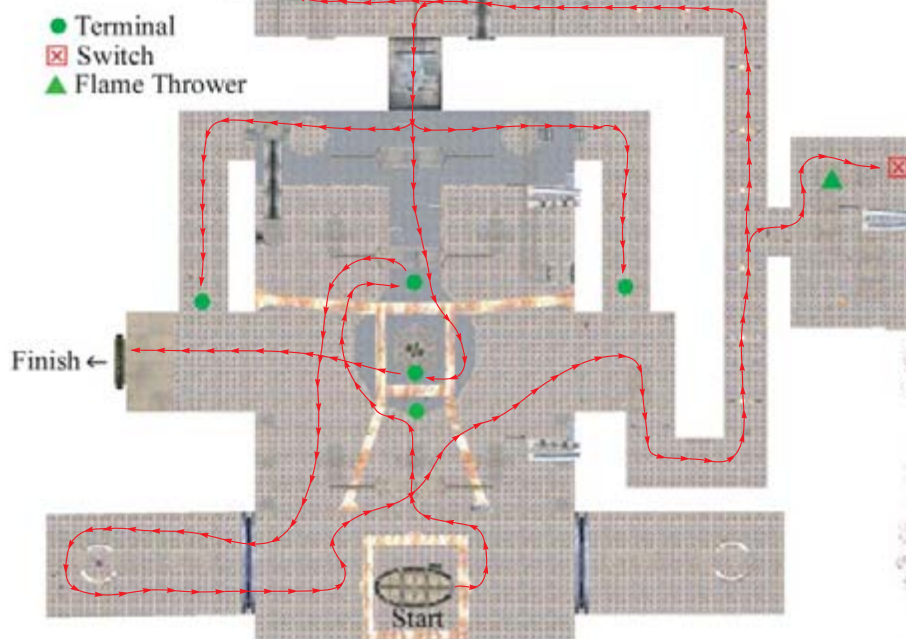 Terminal
Switch
Flame Thrower
Finish ←
Start